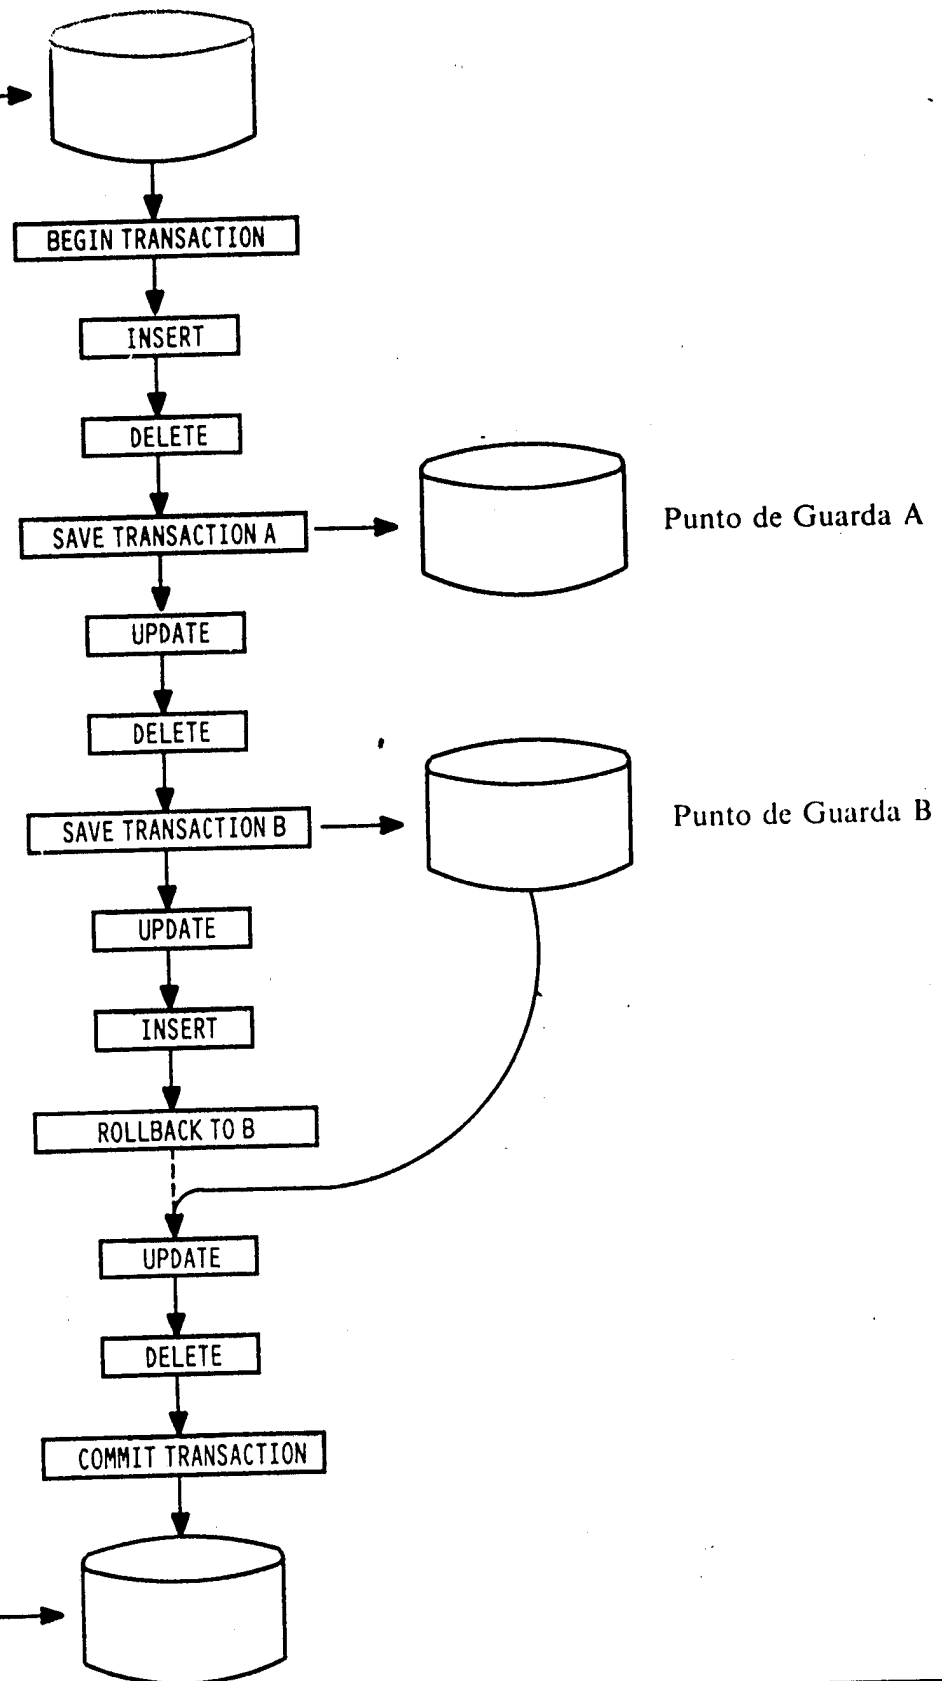 BEGIN TRANSACTION
INSERT
DELETE
SAVE TRANSACTION A
Punto de Guarda A
UPDATE
DELETE
SAVE TRANSACTION B
Punto de Guarda B
UPDATE
INSERT
ROLLBACK TO B
UPDATE
DELETE
COMMIT TRANSACTION